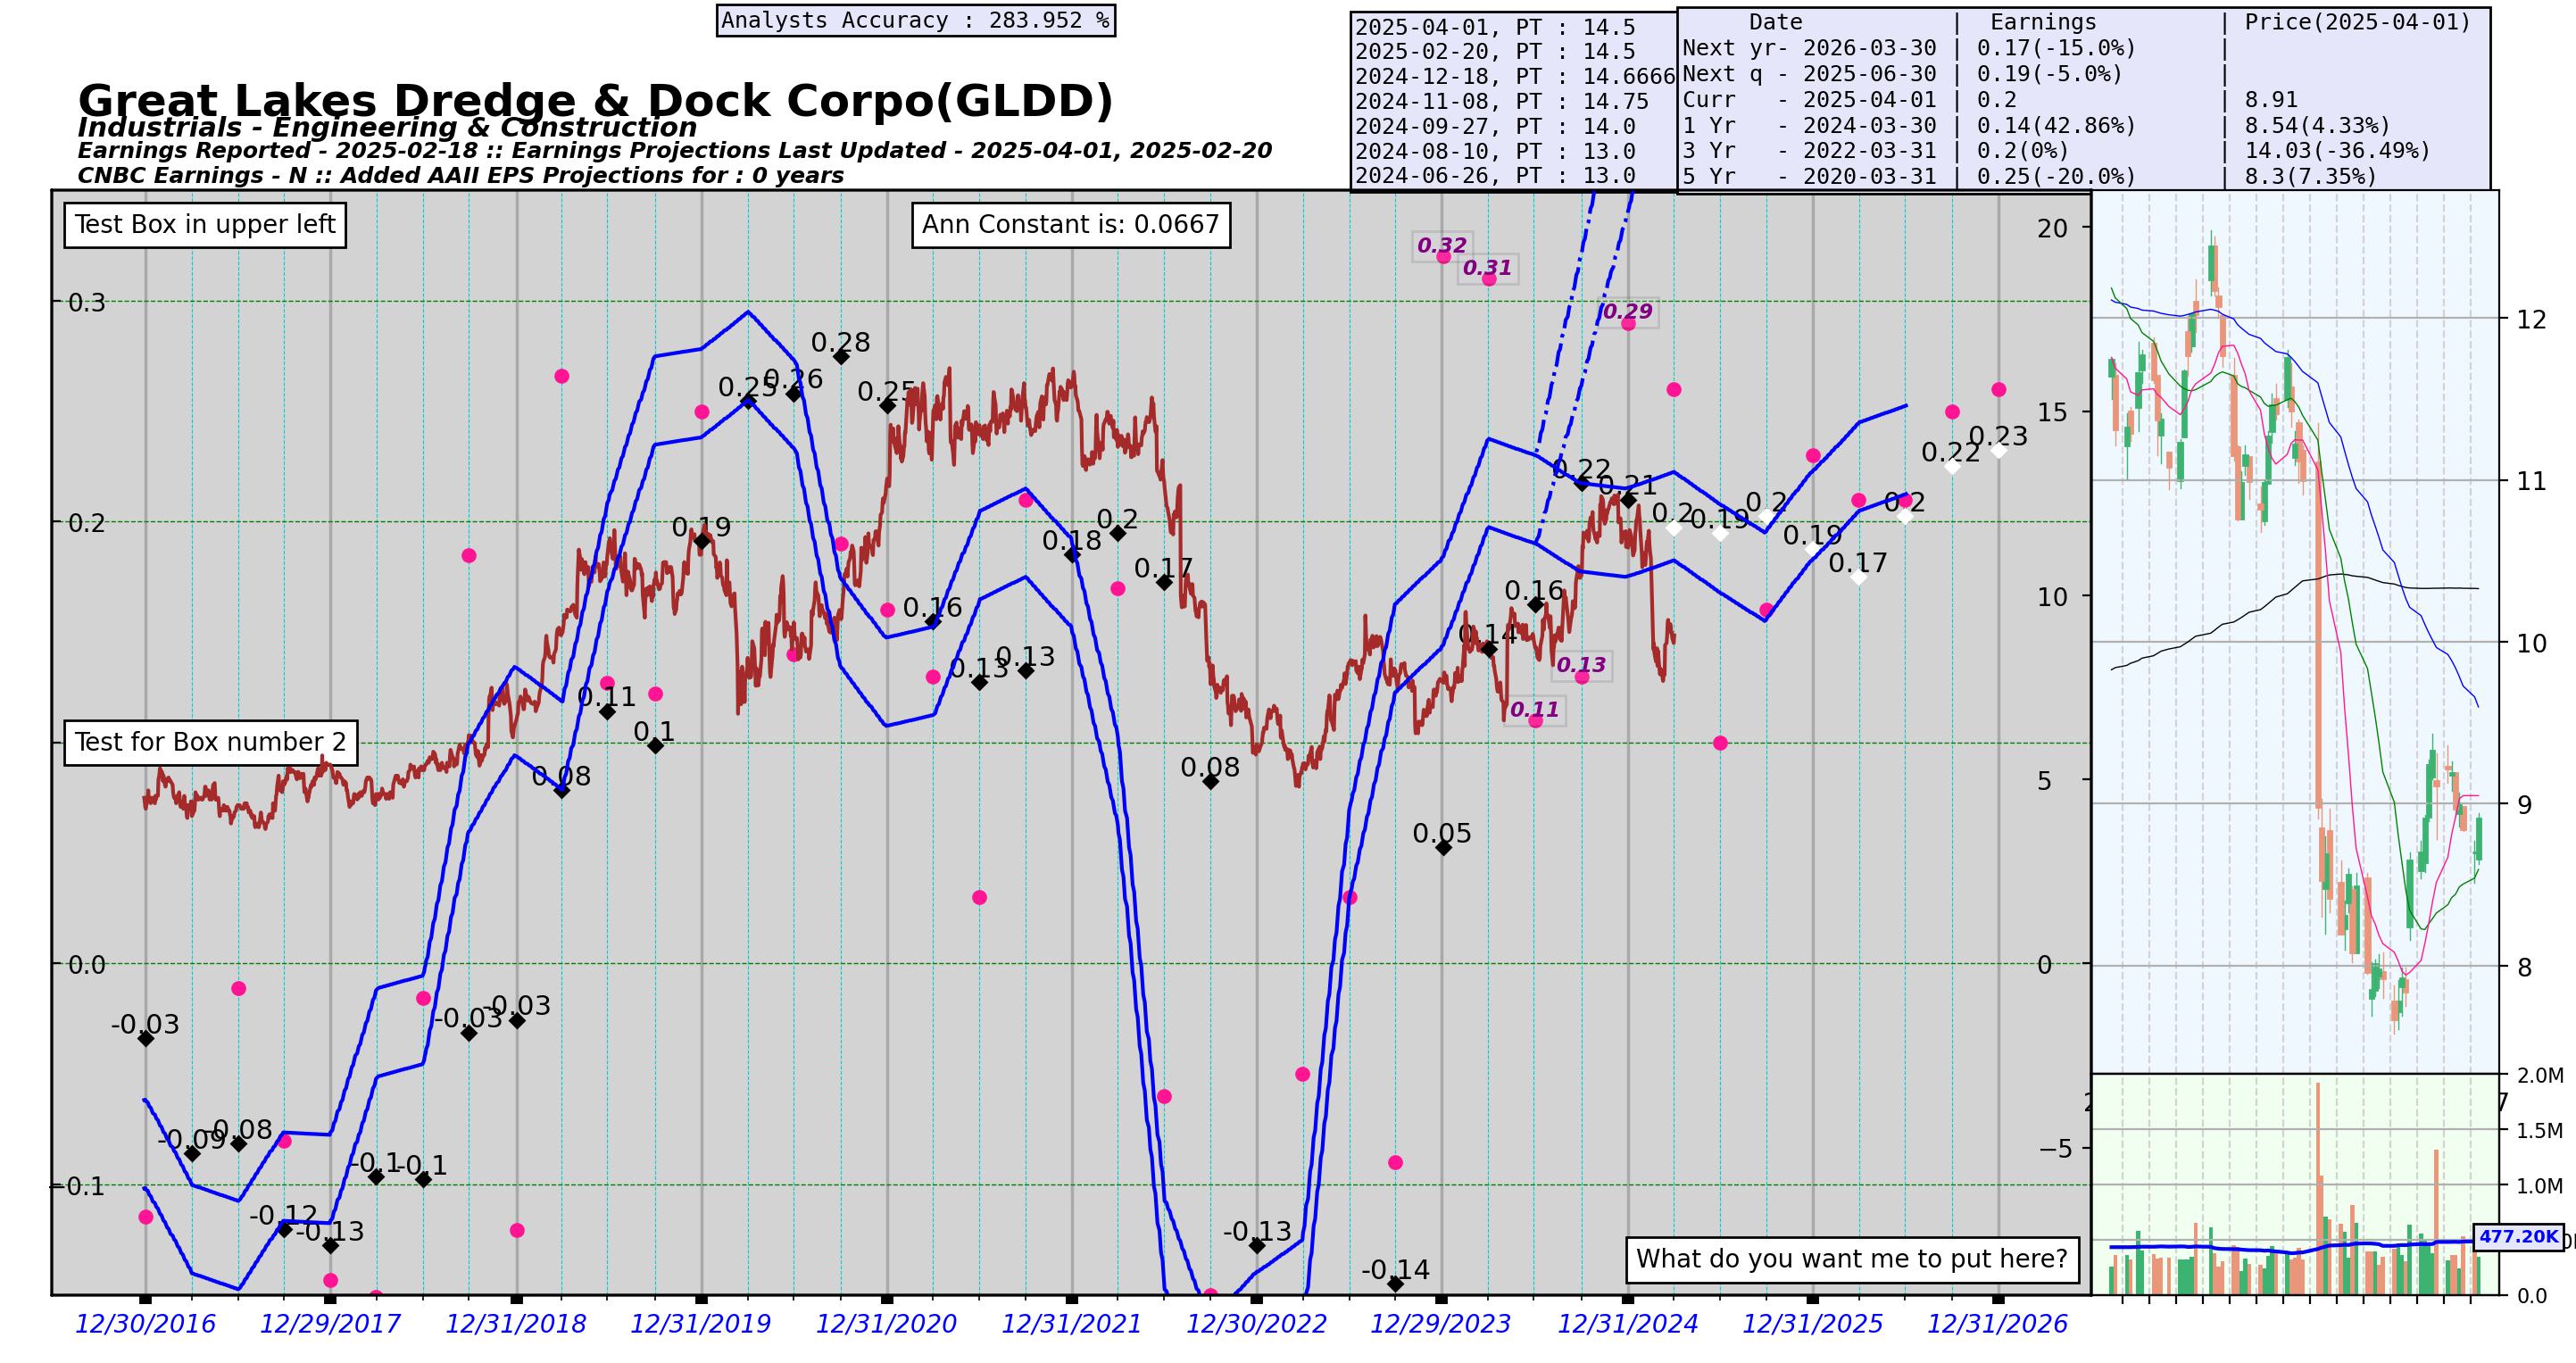 Analysts Accuracy : 283.952 %
Great Lakes Dredge & Dock Corpo(GLDD)
Industrials - Engineering & Construction
Earnings Reported - 2025-02-18 :: Earnings Projections Last Updated - 2025-04-01, 2025-02-20
CNBC Earnings - N :: Added AAII EPS Projections for : 0 years
2025-04-01, PT : 14.5
2025-02-20, PT : 14.5
2024-12-18, PT : 14.6666
2024-11-08, PT : 14.75
2024-09-27, PT : 14.0
2024-08-10, PT : 13.0
2024-06-26, PT : 13.0
Date | Earnings | Price(2025-04-01)
Next yr- 2026-03-30 | 0.17(-15.0%) |
Next q - 2025-06-30 | 0.19(-5.0%) |
Curr - 2025-04-01 | 0.2 | 8.91
1 Yr - 2024-03-30 | 0.14(42.86%) | 8.54(4.33%)
3 Yr - 2022-03-31 | 0.2(0%) | 14.03(-36.49%)
5 Yr - 2020-03-31 | 0.25(-20.0%) | 8.3(7.35%)
Test Box in upper left
Ann Constant is: 0.0667
Test for Box number 2
What do you want me to put here?
0.3
0.2
0.0
-0.1
-0.03
-0.09
-0.08
-0.12
-0.13
-0.1
-0.1
-0.03
-0.03
0.08
0.11
0.1
0.19
0.25
0.26
0.28
0.25
0.16
0.13
0.13
0.18
0.2
0.17
0.08
-0.13
-0.14
0.05
0.14
0.16
0.22
0.21
0.2
0.19
0.2
0.19
0.17
0.2
0.22
0.23
0.32
0.31
0.11
0.13
0.29
20
15
10
5
0
−5
12
11
10
9
8
2.0M
1.5M
1.0M
477.20K
0.0
12/30/2016
12/29/2017
12/31/2018
12/31/2019
12/31/2020
12/31/2021
12/30/2022
12/29/2023
12/31/2024
12/31/2025
12/31/2026